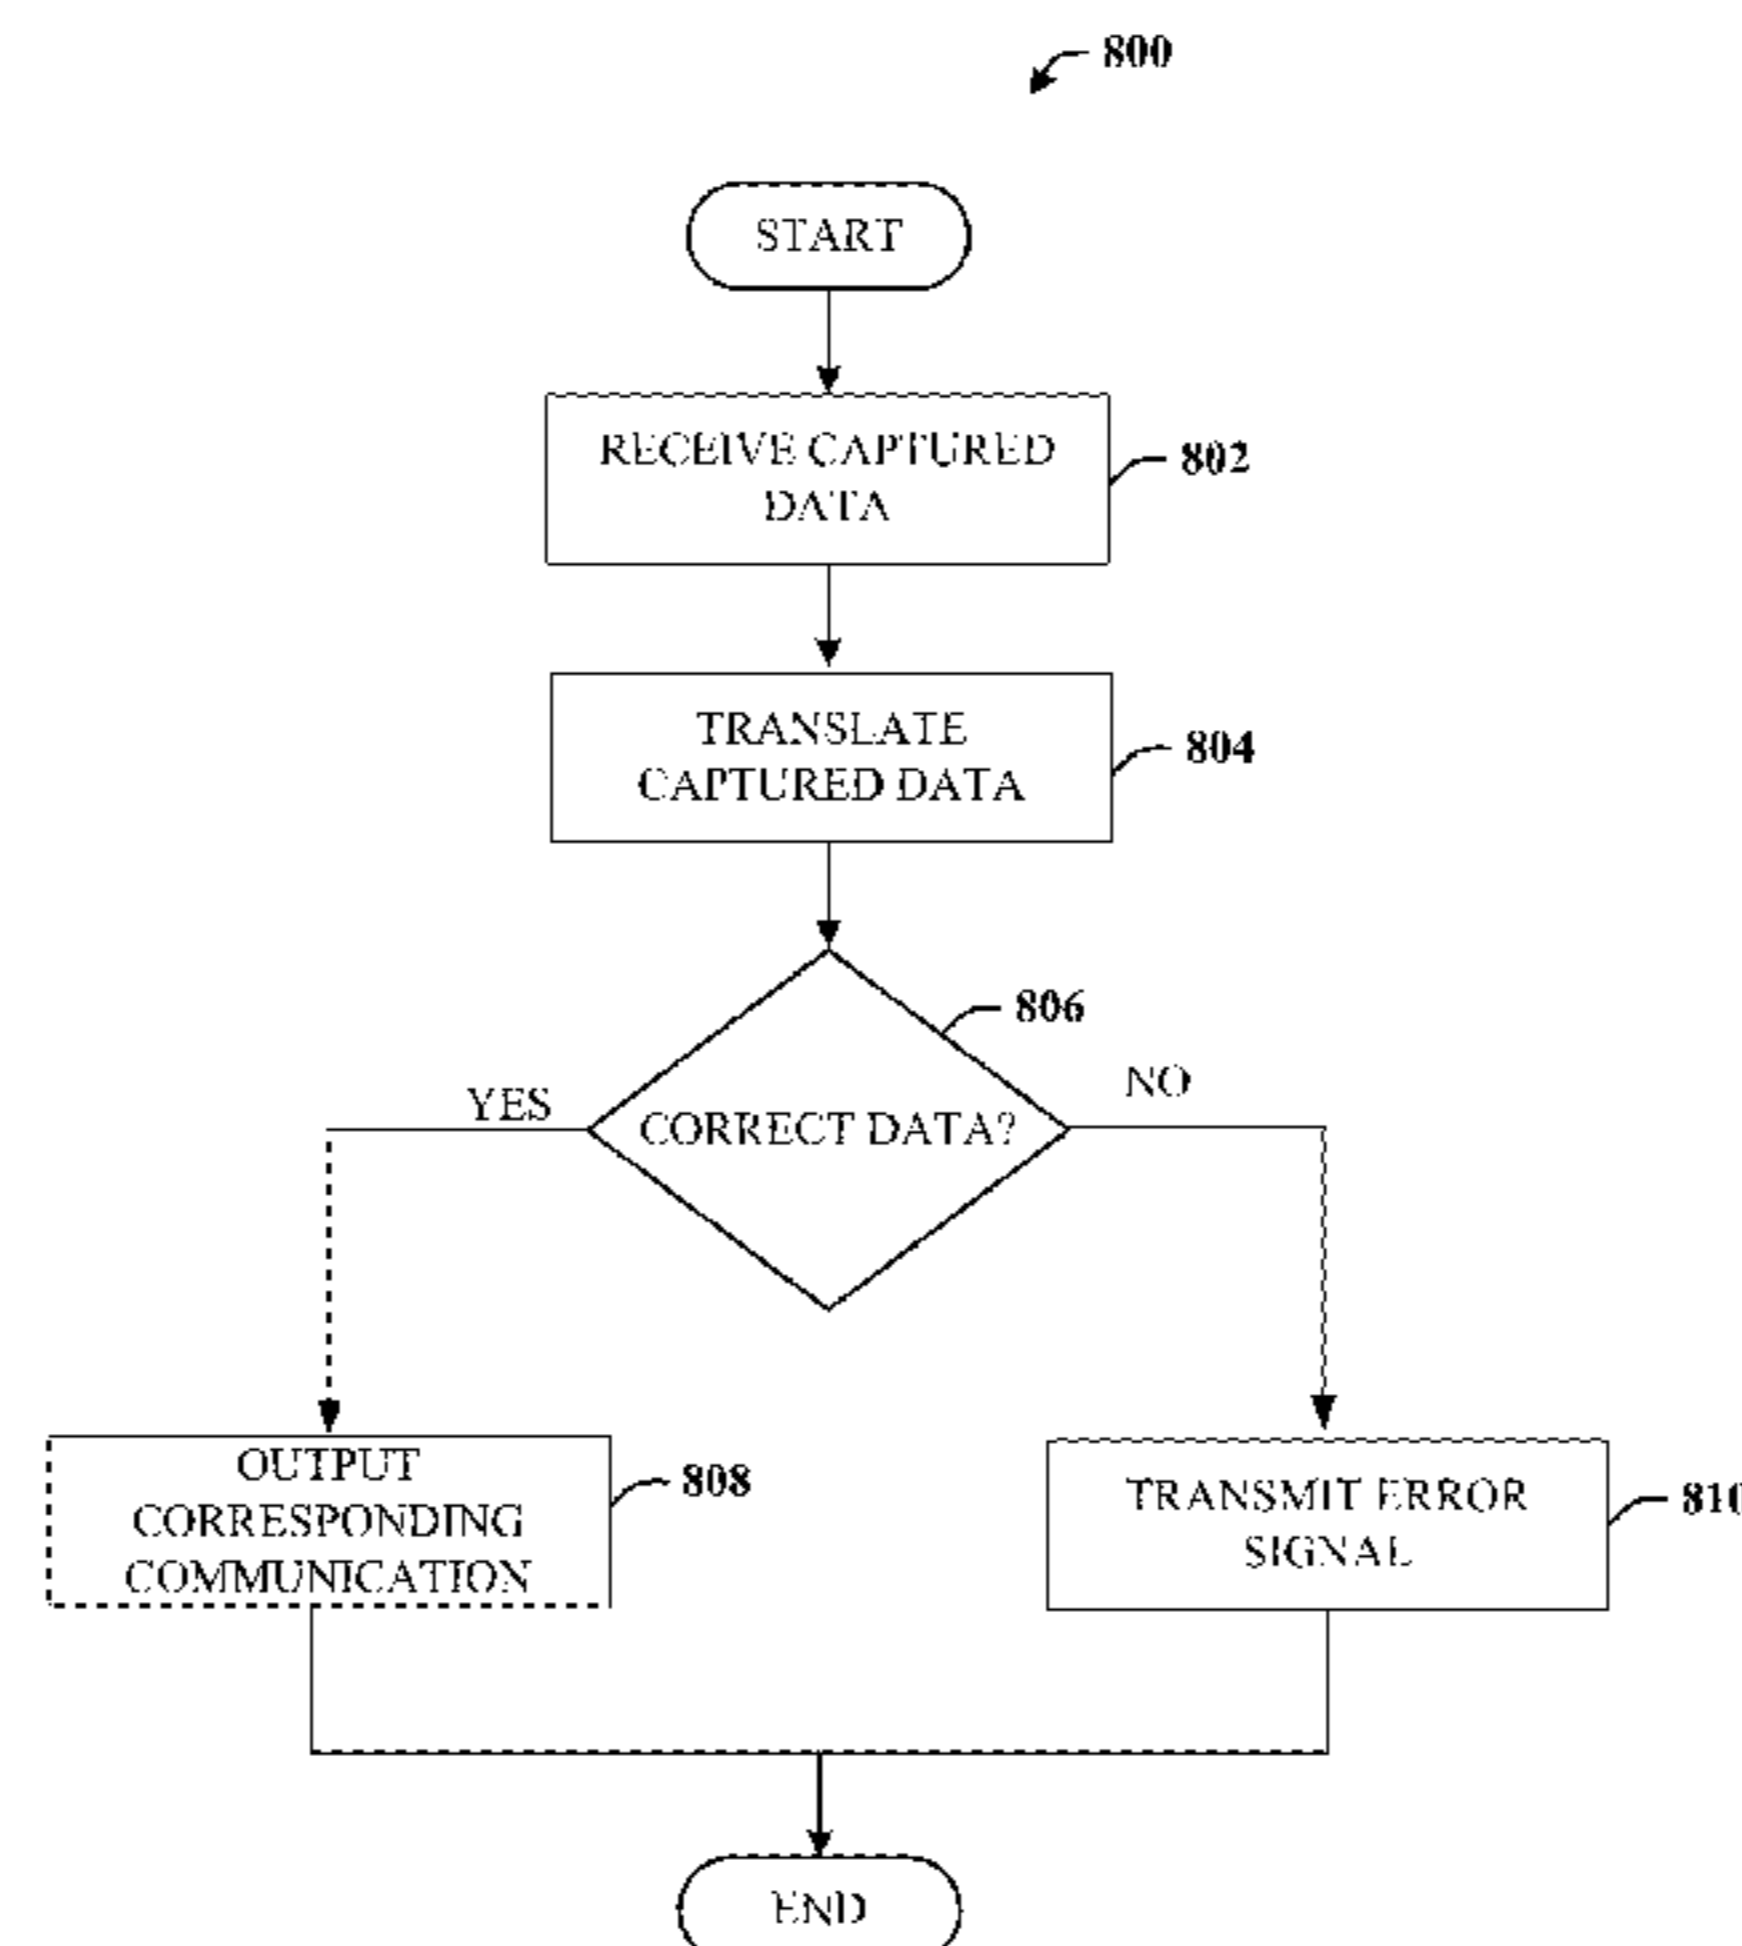 800
START
RECEIVE CAPTURED
DATA
802
TRANSLATE
CAPTURED DATA
804
806
YES
CORRECT DATA?
NO
OUTPUT
CORRESPONDING
COMMUNICATION
808
TRANSMIT ERROR
SIGNAL
810
END